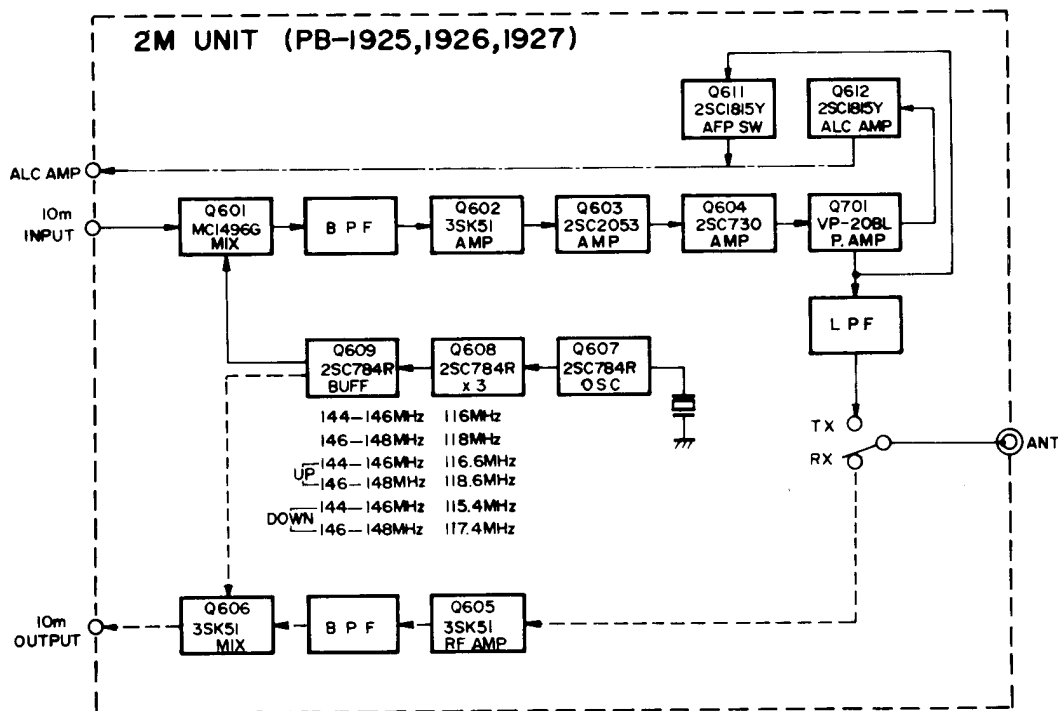 2M UNIT (PB-1925,1926,1927)
Q611
2SC1815Y
AFP SW
Q612
2SC1815Y
ALC AMP
ALC AMP
10m
INPUT
Q601
MC1496G
MIX
BPF
Q602
3SK51
AMP
Q603
2SC2053
AMP
Q604
2SC730
AMP
Q701
VP-20BL
P. AMP
LPF
Q609
2SC784R
BUFF
Q608
2SC784R
x 3
Q607
2SC784R
OSC
144-146MHz 116MHz
146-148MHz 118MHz
UP
144-146MHz 116.6MHz
146-148MHz 118.6MHz
DOWN
144-146MHz 115.4MHz
146-148MHz 117.4MHz
TX
RX
ANT
10m
OUTPUT
Q606
3SK51
MIX
BPF
Q605
3SK51
RF AMP